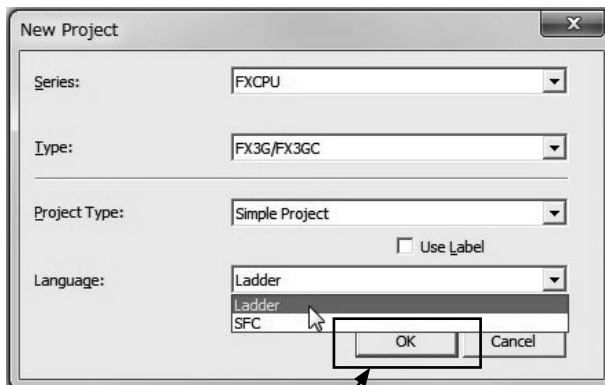 New Project
X
Series:
FXCPU
Type:
FX3G/FX3GC
Project Type:
Simple Project
Use Label
Language:
Ladder
Ladder
SFC
OK
Cancel